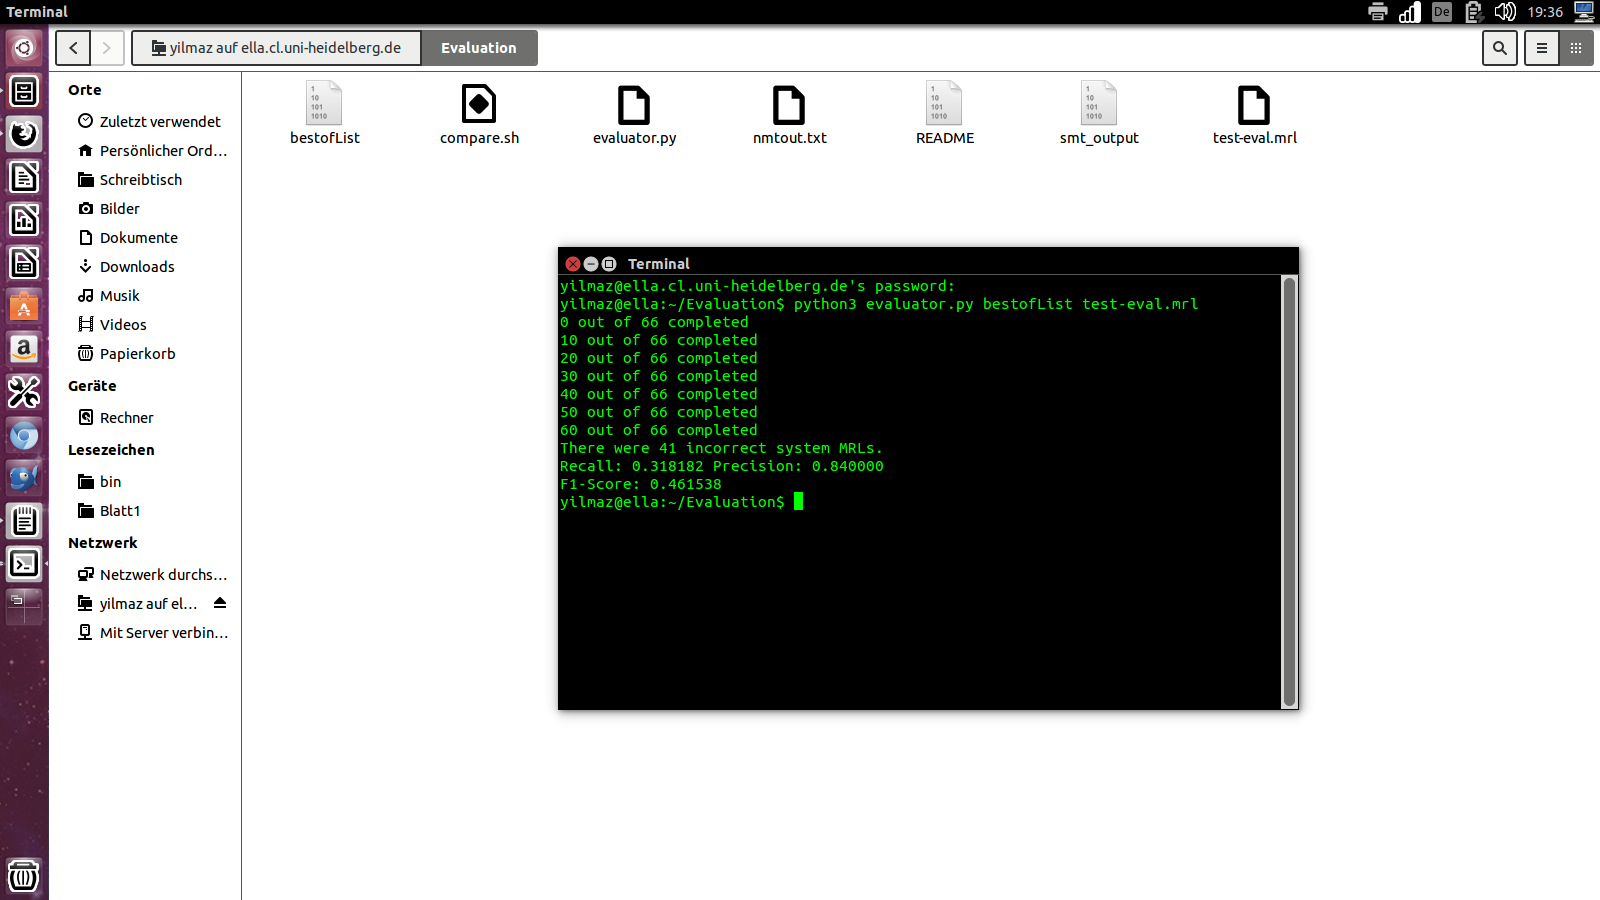 Terminal
De
19:36
yilmaz auf ella.cl.uni-heidelberg.de
Evaluation
Orte
Zuletzt verwendet
Persönlicher Ord…
Schreibtisch
Bilder
Dokumente
Downloads
Musik
Videos
Papierkorb
Geräte
Rechner
Lesezeichen
bin
Blatt1
Netzwerk
Netzwerk durchs…
yilmaz auf el…
Mit Server verbin…
bestofList
compare.sh
evaluator.py
nmtout.txt
README
smt_output
test-eval.mrl
Terminal
yilmaz@ella.cl.uni-heidelberg.de's password:
yilmaz@ella:~/Evaluation$ python3 evaluator.py bestofList test-eval.mrl
0 out of 66 completed
10 out of 66 completed
20 out of 66 completed
30 out of 66 completed
40 out of 66 completed
50 out of 66 completed
60 out of 66 completed
There were 41 incorrect system MRLs.
Recall: 0.318182 Precision: 0.840000
F1-Score: 0.461538
yilmaz@ella:~/Evaluation$